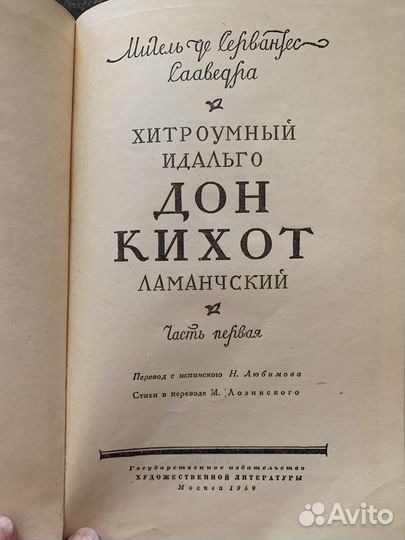 Мигель де Сервантес
Сааведра
ХИТРОУМНЫЙ
ИДАЛЬГО
ДОН
КИХОТ
ЛАМАНЧСКИЙ
Часть первая
Перевод с испанского Н. Любимова
Стихи в переводе М. Лозинского
Государственное издательство
ХУДОЖЕСТВЕННОЙ ЛИТЕРАТУРЫ
Москва 1959
Avito